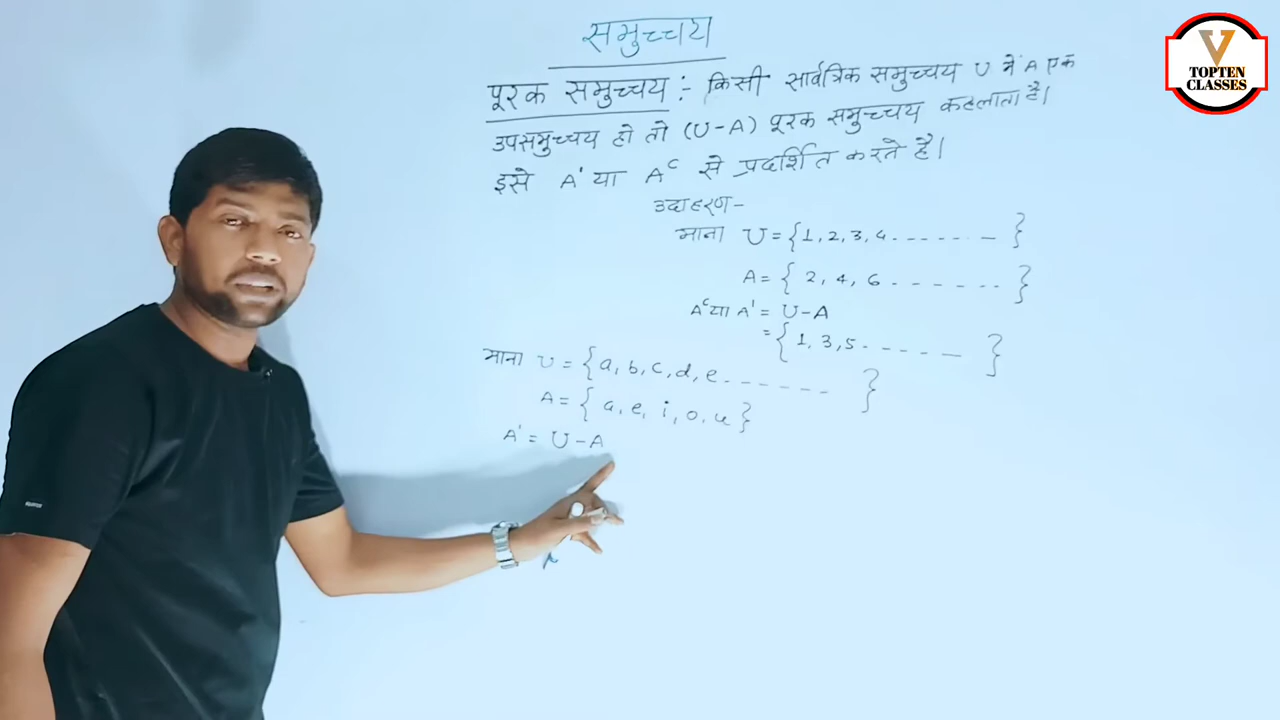 समुच्चय
पूरक समुच्चय :- किसी सार्वत्रिक समुच्चय U में A एक
उपसमुच्चय हो तो (U-A) पूरक समुच्चय कहलाता है।
इसे A' या A^c से प्रदर्शित करते है।
उदाहरण-
माना U={1,2,3,4.-------}
A={ 2, 4, 6.-------}
A^c या A' = U-A
={ 1, 3, 5.------}
माना U = { a, b, c, d, e.------- }
A={ a, e, i, o, u}
A' = U-A
V
TOPTEN
CLASSES